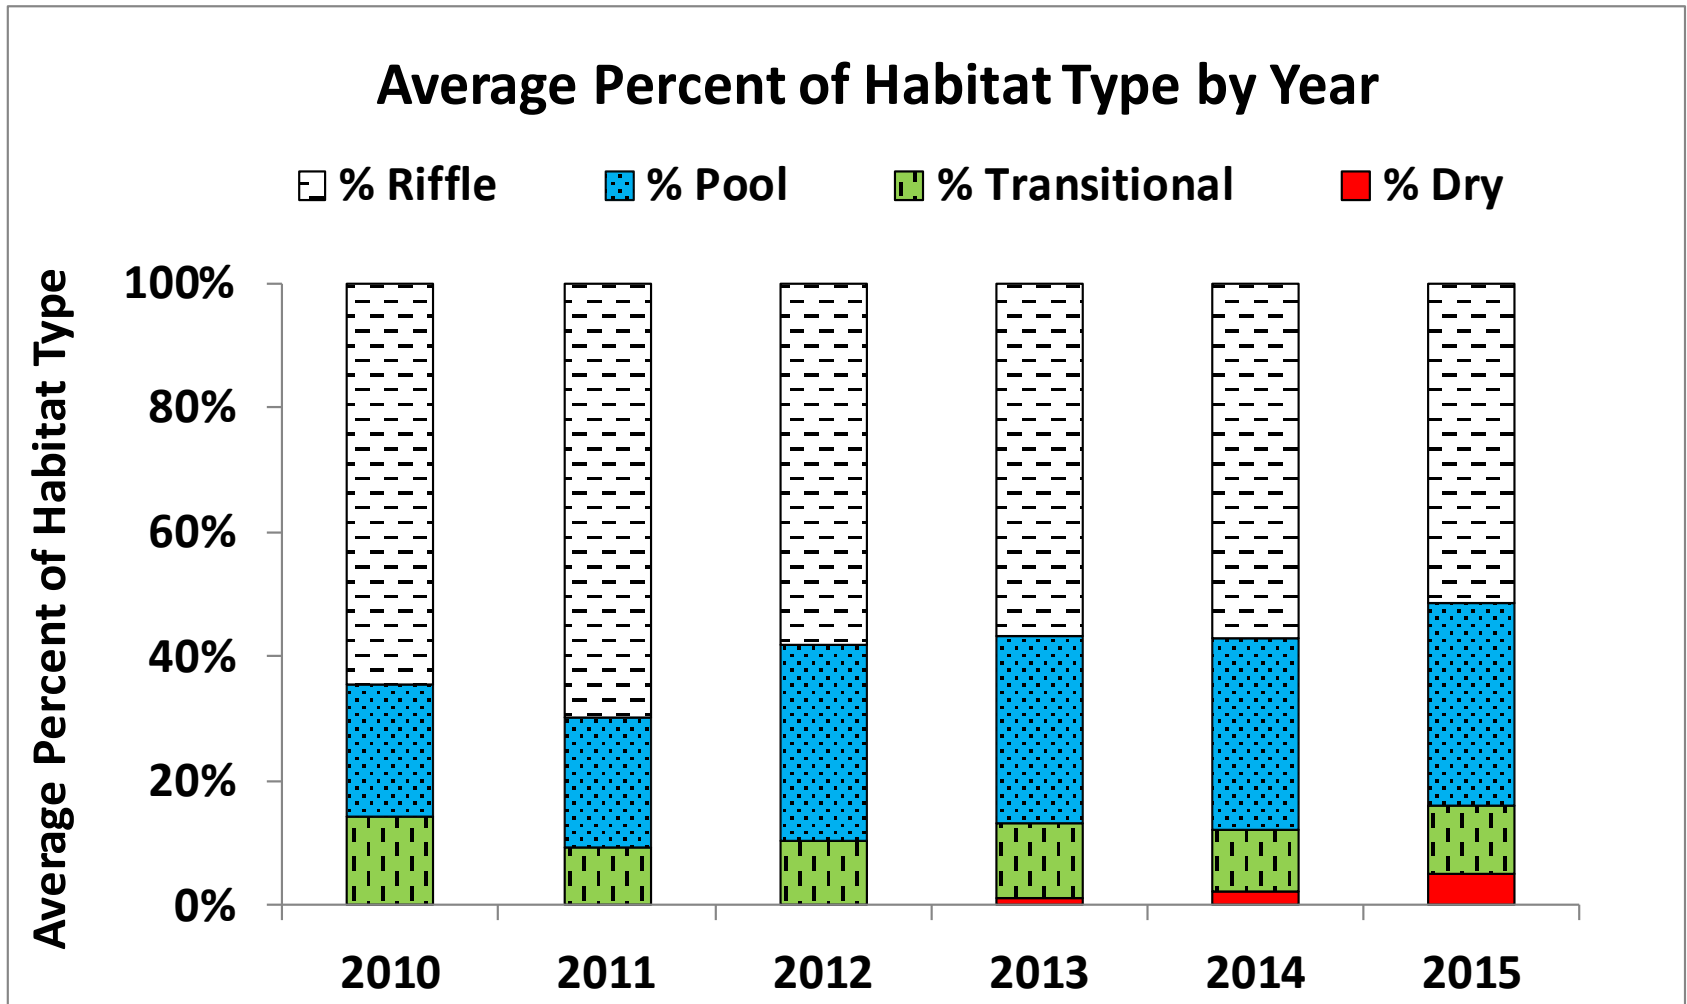 Average Percent of Habitat Type by Year
% Riffle % Pool % Transitional % Dry
Average Percent of Habitat Type
100%
80%
60%
40%
20%
0%
2010 2011 2012 2013 2014 2015